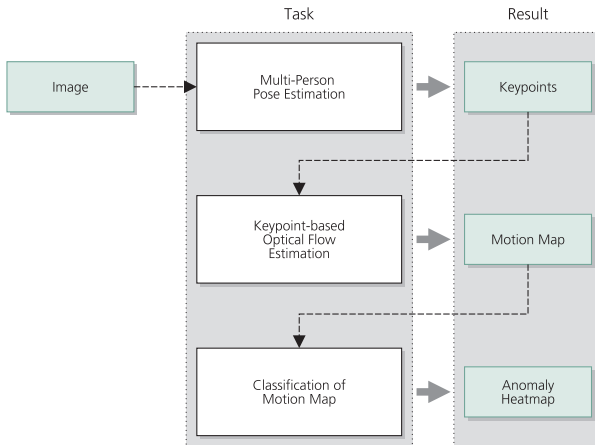 Task
Result
Image
Multi-Person
Pose Estimation
Keypoints
Keypoint-based
Optical Flow
Estimation
Motion Map
Classification of
Motion Map
Anomaly
Heatmap